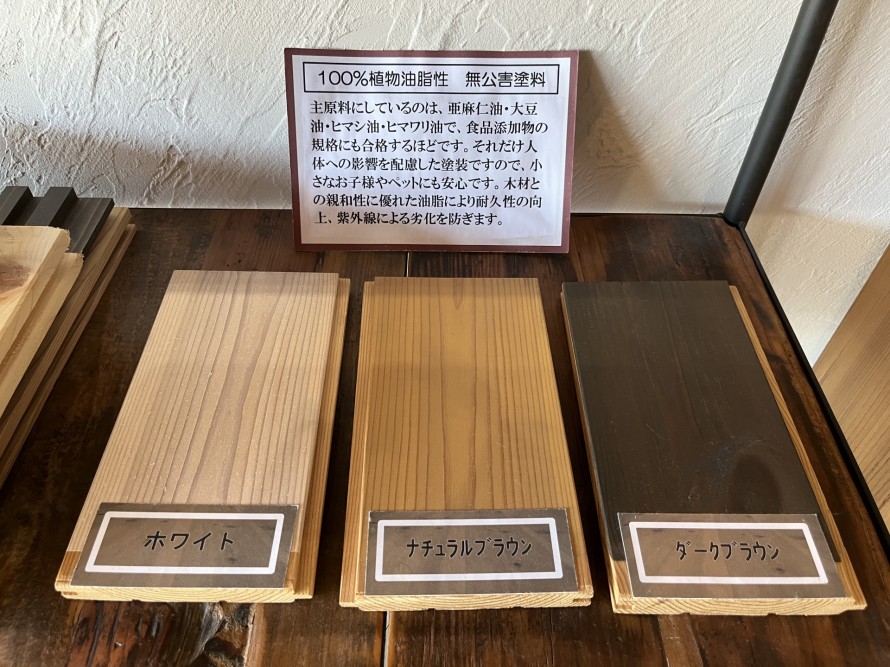 100%植物油脂性　無公害塗料
主原料にしているのは、亜麻仁油・大豆
油・ヒマシ油・ヒマワリ油で、食品添加物の
規格にも合格するほどです。それだけ人
体への影響を配慮した塗装ですので、小
さなお子様やペットにも安心です。木材と
の親和性に優れた油脂により耐久性の向
上、紫外線による劣化を防ぎます。
ホワイト
ナチュラルブラウン
ダークブラウン